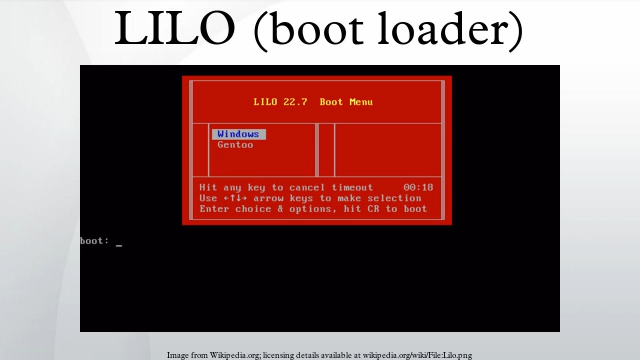 LILO (boot loader)
LILO 22.7 Boot Menu
Windows
Gentoo
Hit any key to cancel timeout 00:18
Use ←↑↓→ arrow keys to make selection
Enter choice & options, hit CR to boot
boot: _
Image from Wikipedia.org; licensing details available at wikipedia.org/wiki/File:Lilo.png